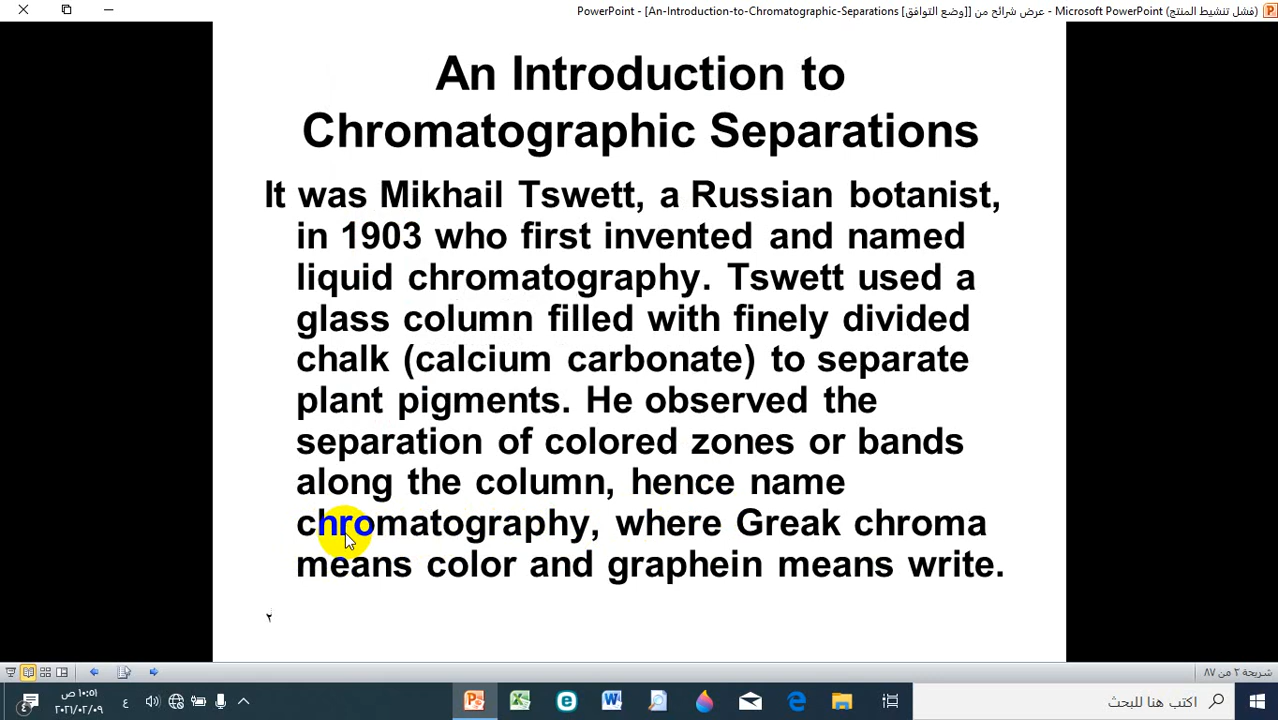 PowerPoint - [An-Introduction-to-Chromatographic-Separations [وضع التوافق]] عرض شرائح من - Microsoft PowerPoint (فشل تنشيط المنتج)
An Introduction to
Chromatographic Separations
It was Mikhail Tswett, a Russian botanist,
in 1903 who first invented and named
liquid chromatography. Tswett used a
glass column filled with finely divided
chalk (calcium carbonate) to separate
plant pigments. He observed the
separation of colored zones or bands
along the column, hence name
chromatography, where Greak chroma
means color and graphein means write.
٢
شريحة ٢ من ٨٧
اكتب هنا للبحث
ع
١٠:٥١ ص
٢٠٢١/٠٢/٠٩